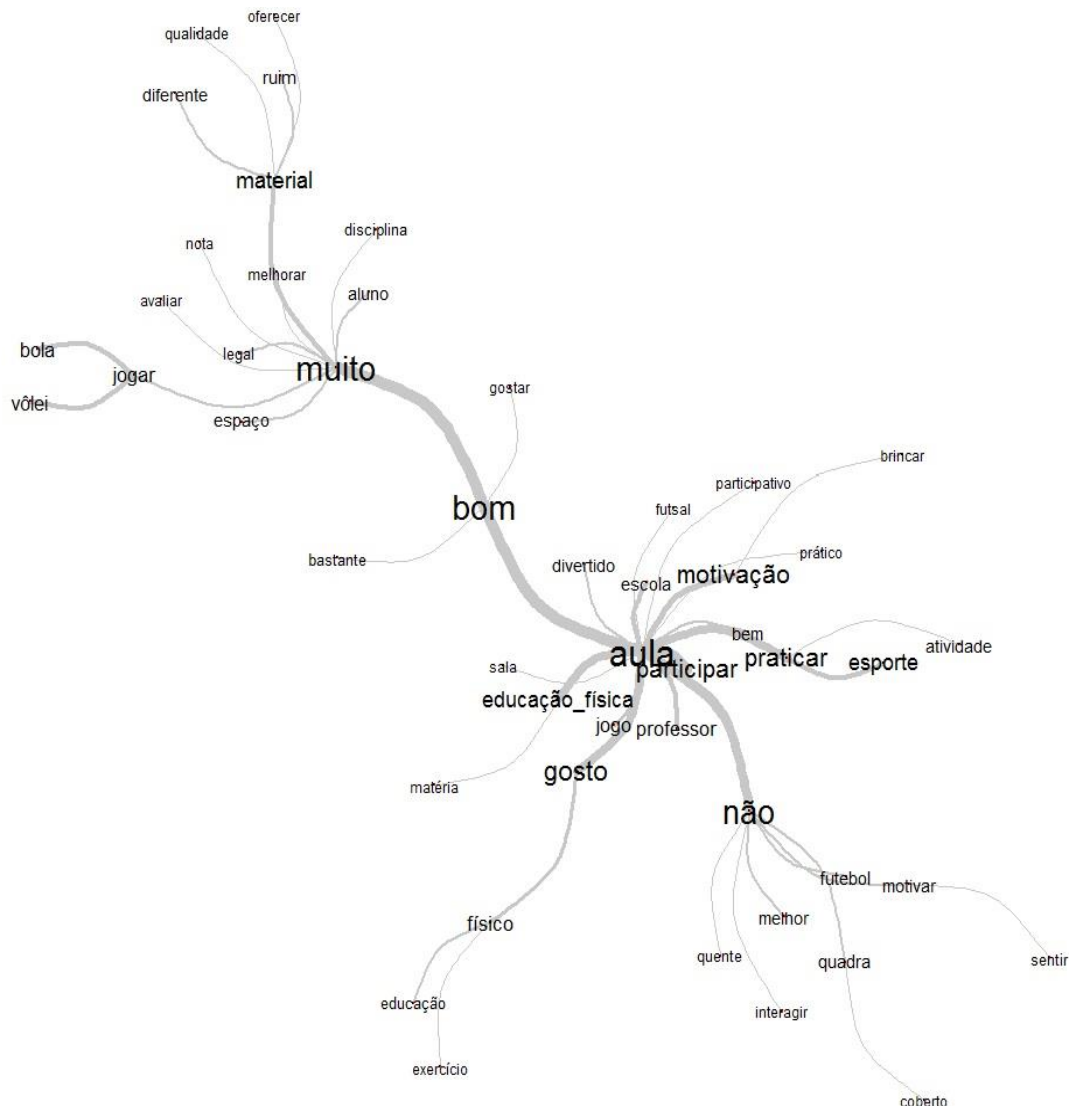 oferecer
qualidade
ruim
diferente
material
disciplina
nota
melhorar
aluno
avaliar
bola
legal
muito
jogar
gostar
vôlei
espaço
brincar
participativo
bom
futsal
prático
bastante
divertido
escola
motivação
bem
atividade
aula
praticar
esporte
sala
participar
educação_física
jogo
professor
gosto
matéria
não
futebol
motivar
melhor
físico
quente
quadra
sentir
educação
interagir
exercício
coberto